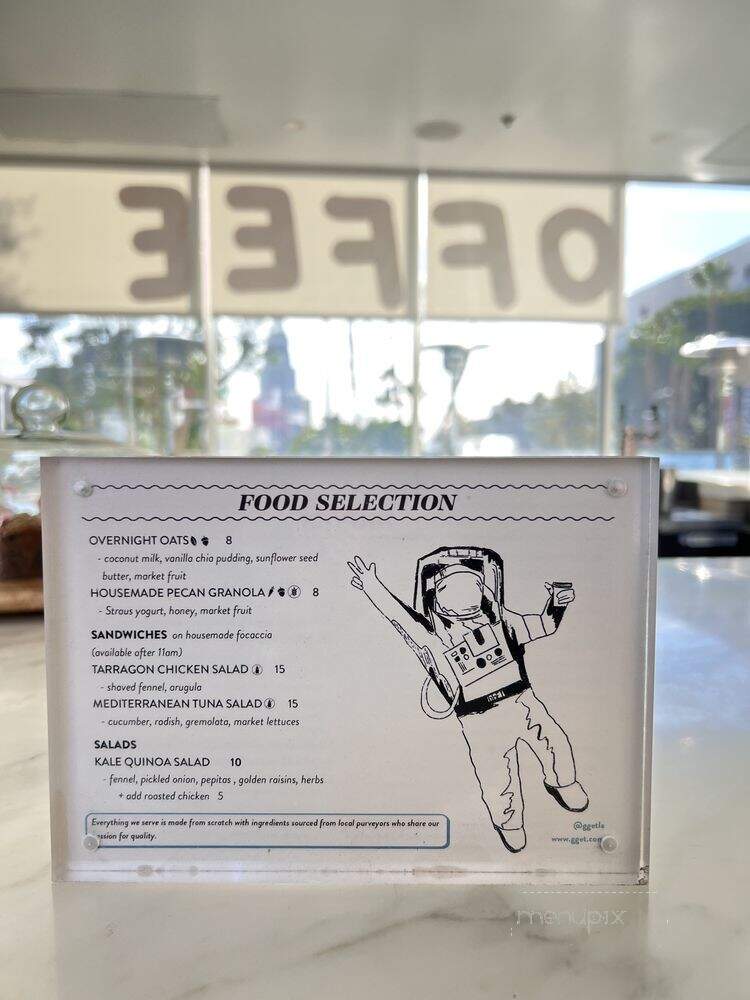 OFFEE
FOOD SELECTION
OVERNIGHT OATS 8
- coconut milk, vanilla chia pudding, sunflower seed
butter, market fruit
HOUSEMADE PECAN GRANOLA 8
- Straus yogurt, honey, market fruit
SANDWICHES on housemade focaccia
(available after 11am)
TARRAGON CHICKEN SALAD 15
- shaved fennel, arugula
MEDITERRANEAN TUNA SALAD 15
- cucumber, radish, gremolata, market lettuces
SALADS
KALE QUINOA SALAD 10
- fennel, pickled onion, pepitas , golden raisins, herbs
+ add roasted chicken 5
Everything we serve is made from scratch with ingredients sourced from local purveyors who share our
passion for quality.
@ggetla
www.gget.com
menupix